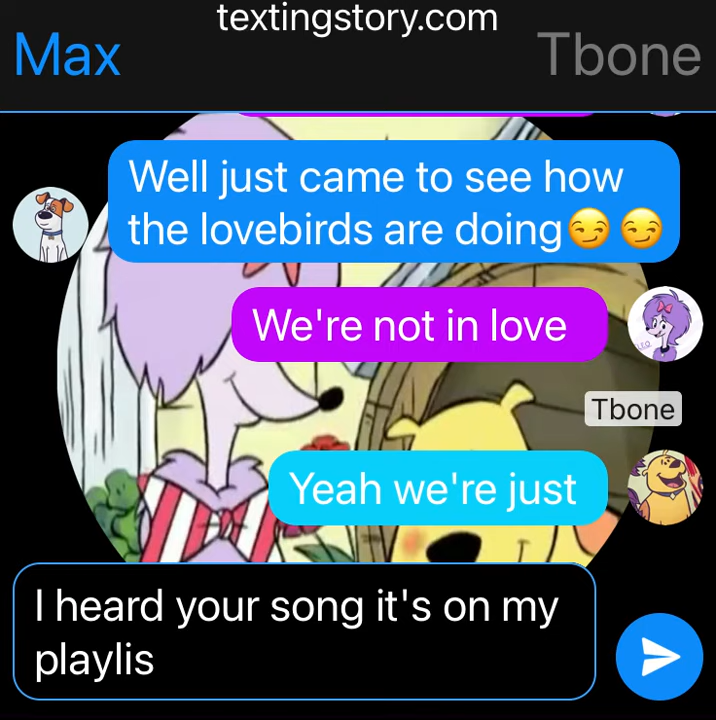 textingstory.com
Max
Tbone
Well just came to see how
the lovebirds are doing😏 😏
We're not in love
Tbone
Yeah we're just
I heard your song it's on my
playlis